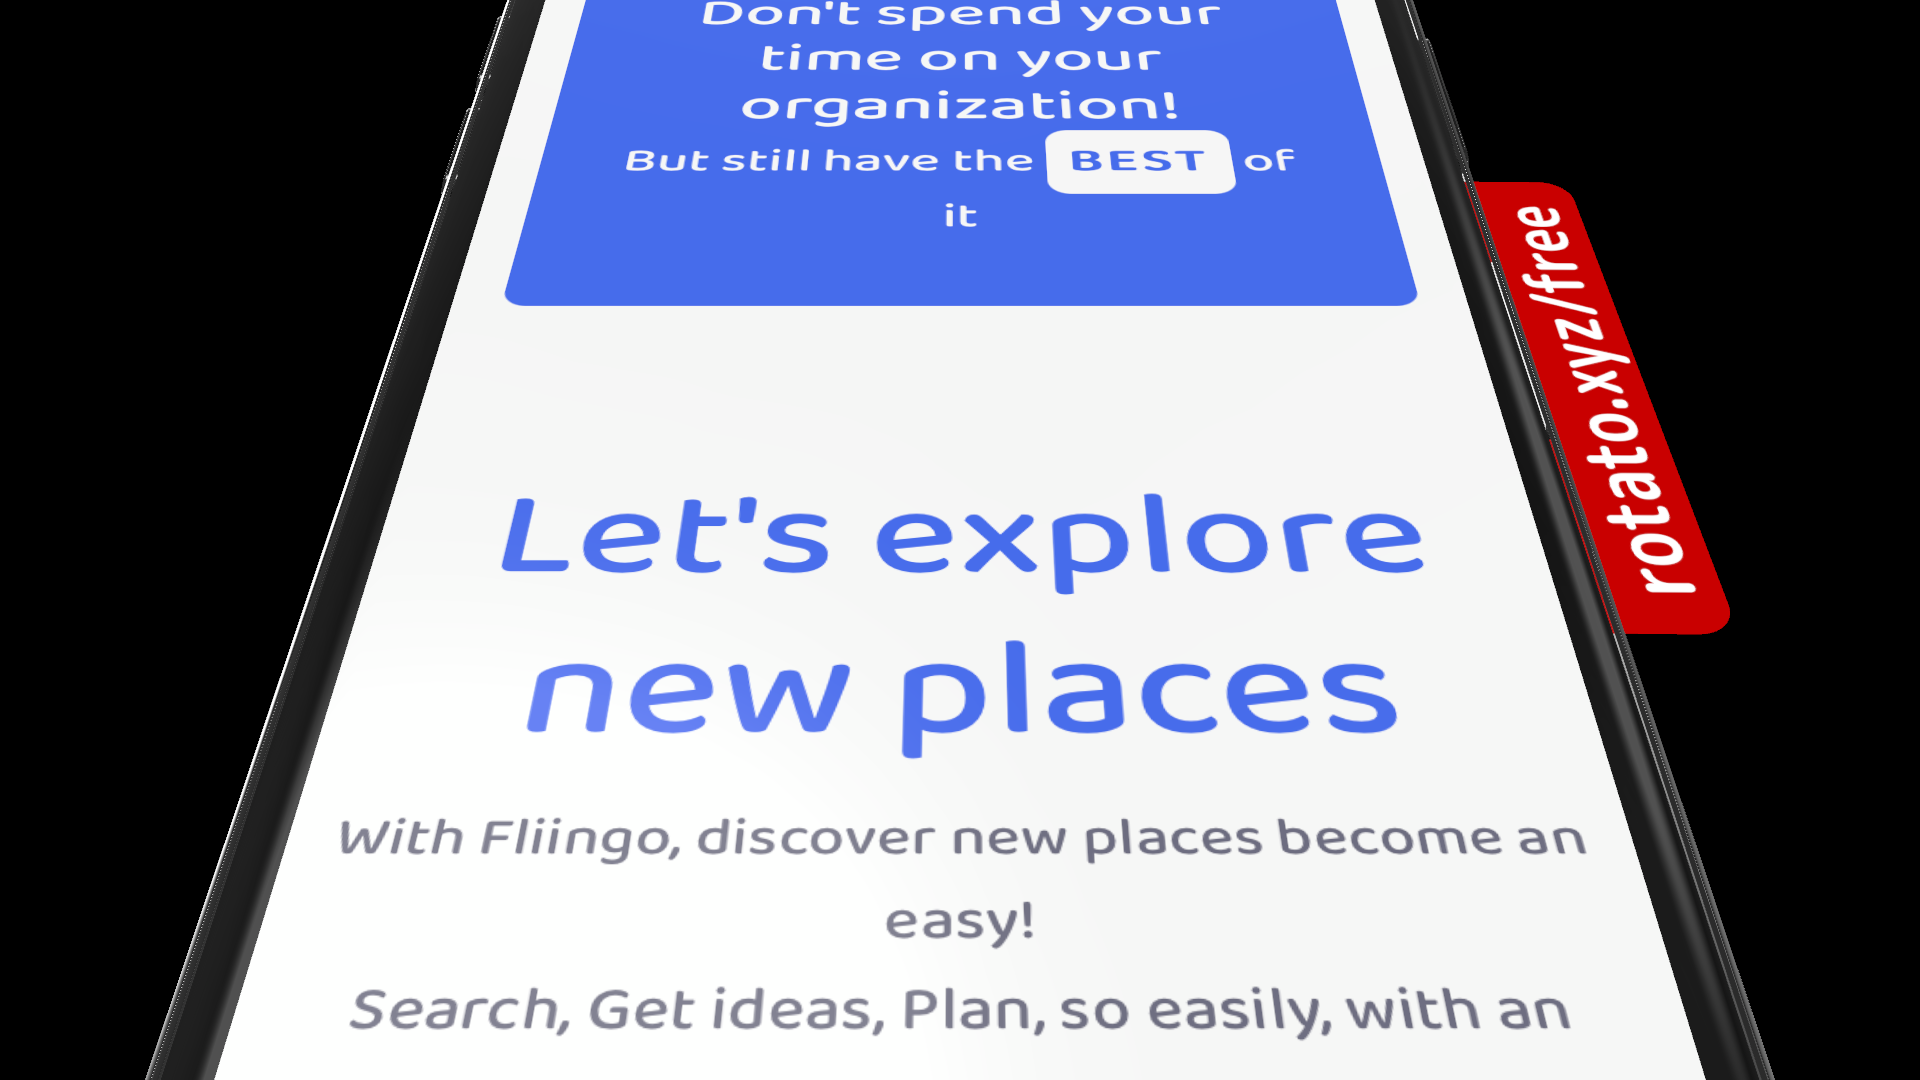 Don't spend your
time on your
organization!
But still have the BEST of
it
rotato.xyz/free
Let's explore
new places
With Fliingo, discover new places become an
easy!
Search, Get ideas, Plan, so easily, with an